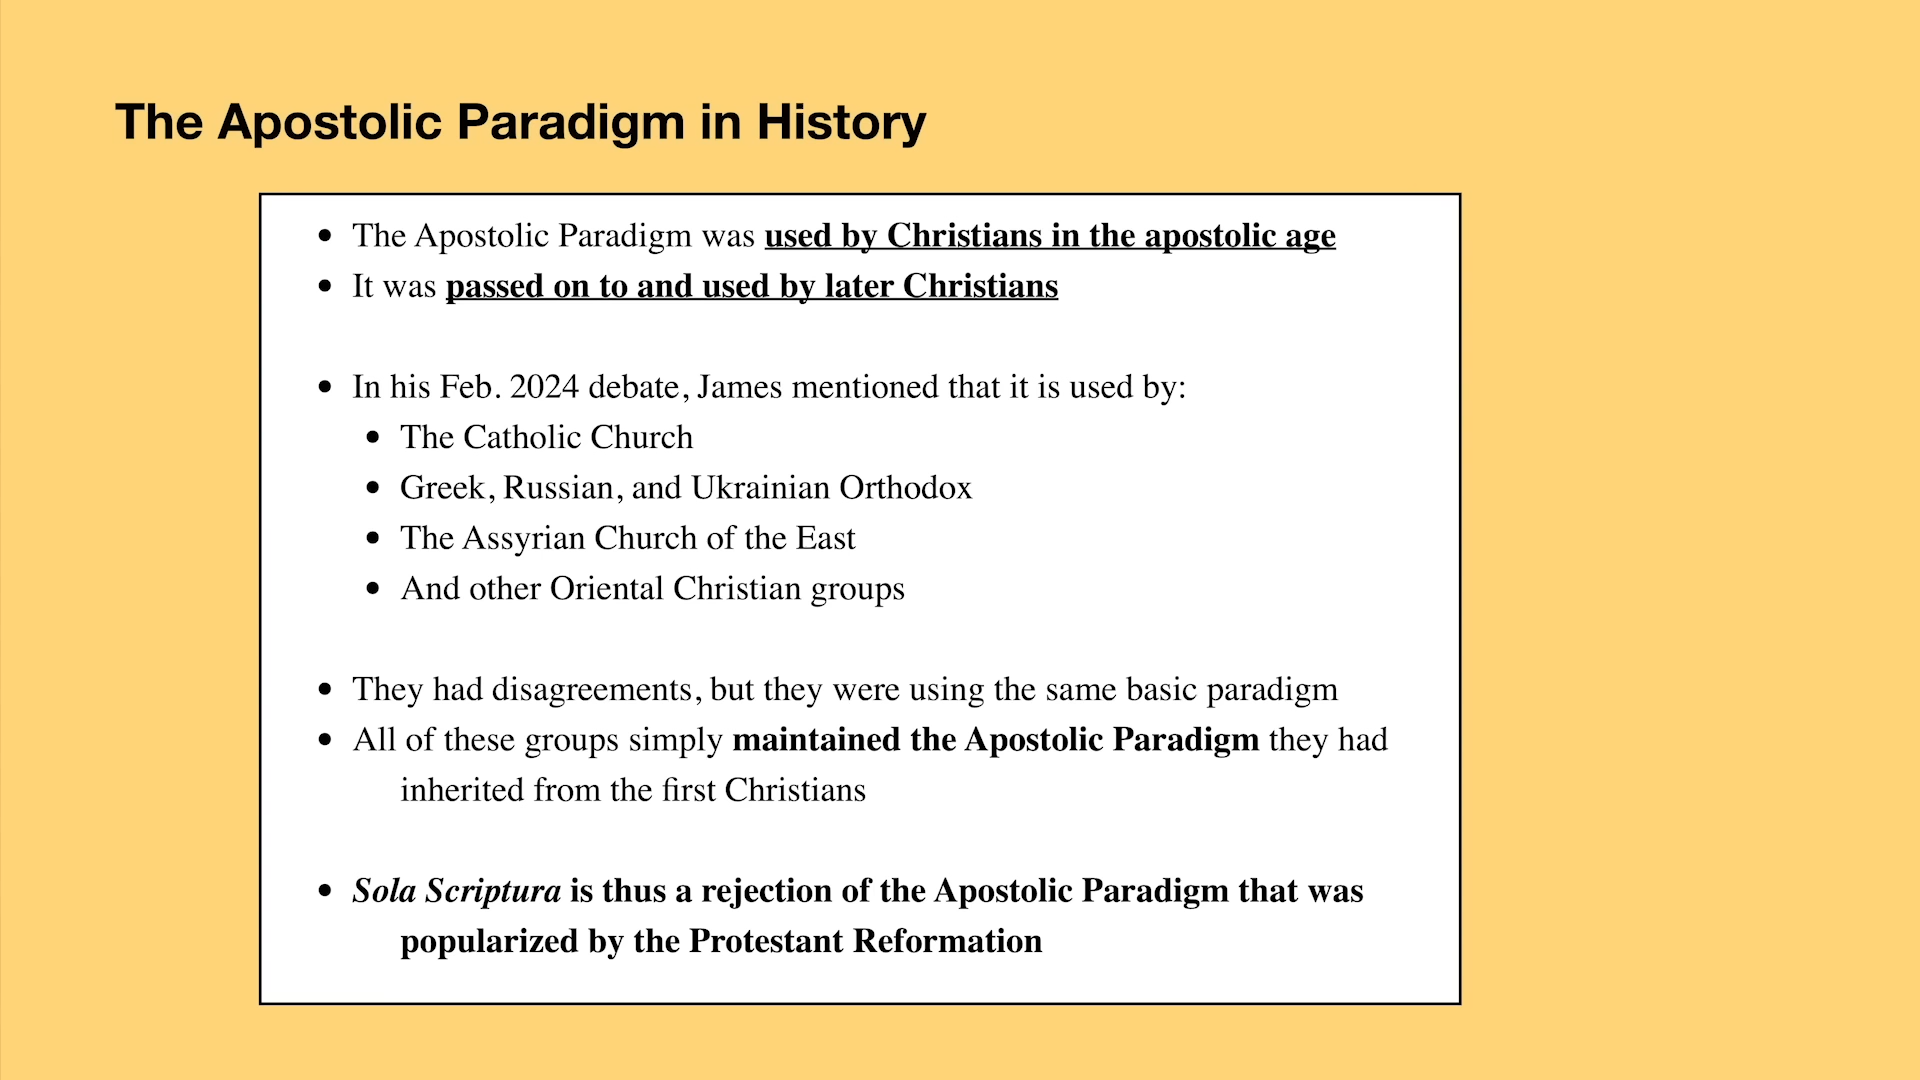 The Apostolic Paradigm in History
• The Apostolic Paradigm was used by Christians in the apostolic age
• It was passed on to and used by later Christians
• In his Feb. 2024 debate, James mentioned that it is used by:
• The Catholic Church
• Greek, Russian, and Ukrainian Orthodox
• The Assyrian Church of the East
• And other Oriental Christian groups
• They had disagreements, but they were using the same basic paradigm
• All of these groups simply maintained the Apostolic Paradigm they had
inherited from the first Christians
• Sola Scriptura is thus a rejection of the Apostolic Paradigm that was
popularized by the Protestant Reformation